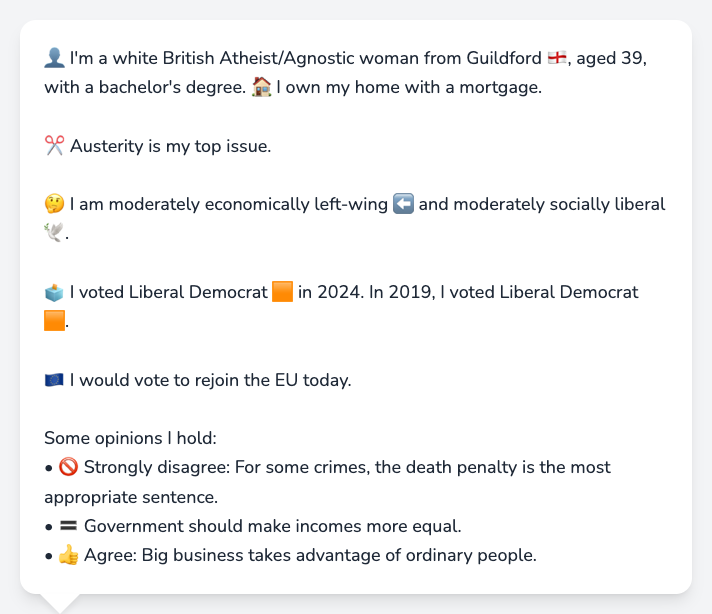 👤 I'm a white British Atheist/Agnostic woman from Guildford 🏴󠁧󠁢󠁥󠁮󠁧󠁿, aged 39,
with a bachelor's degree. 🏠 I own my home with a mortgage.
✂️ Austerity is my top issue.
🤔 I am moderately economically left-wing ⬅️ and moderately socially liberal
🕊️.
🗳️ I voted Liberal Democrat 🟧 in 2024. In 2019, I voted Liberal Democrat
🟧.
🇪🇺 I would vote to rejoin the EU today.
Some opinions I hold:
• 🚫 Strongly disagree: For some crimes, the death penalty is the most
appropriate sentence.
• 🟰 Government should make incomes more equal.
• 👍 Agree: Big business takes advantage of ordinary people.